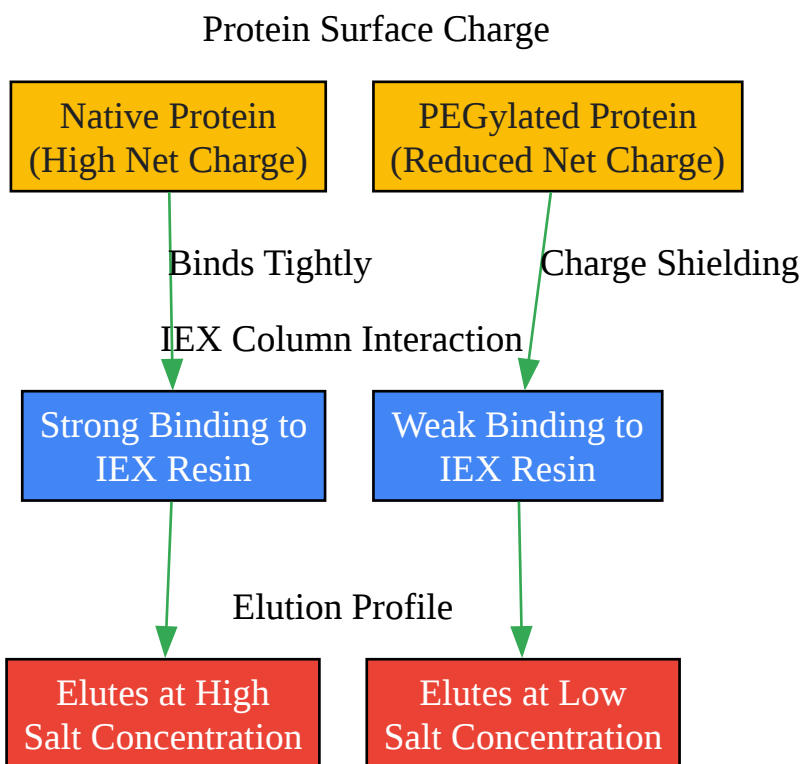 Protein Surface Charge
Native Protein
(High Net Charge)
PEGylated Protein
(Reduced Net Charge)
Binds Tightly
Charge Shielding
IEX Column Interaction
Strong Binding to
IEX Resin
Weak Binding to
IEX Resin
Elution Profile
Elutes at High
Salt Concentration
Elutes at Low
Salt Concentration